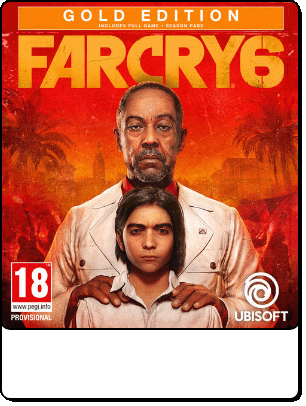 GOLD EDITION
INCLUDES FULL GAME + SEASON PASS
FARCRY6
18
www.pegi.info
PROVISIONAL
UBISOFT